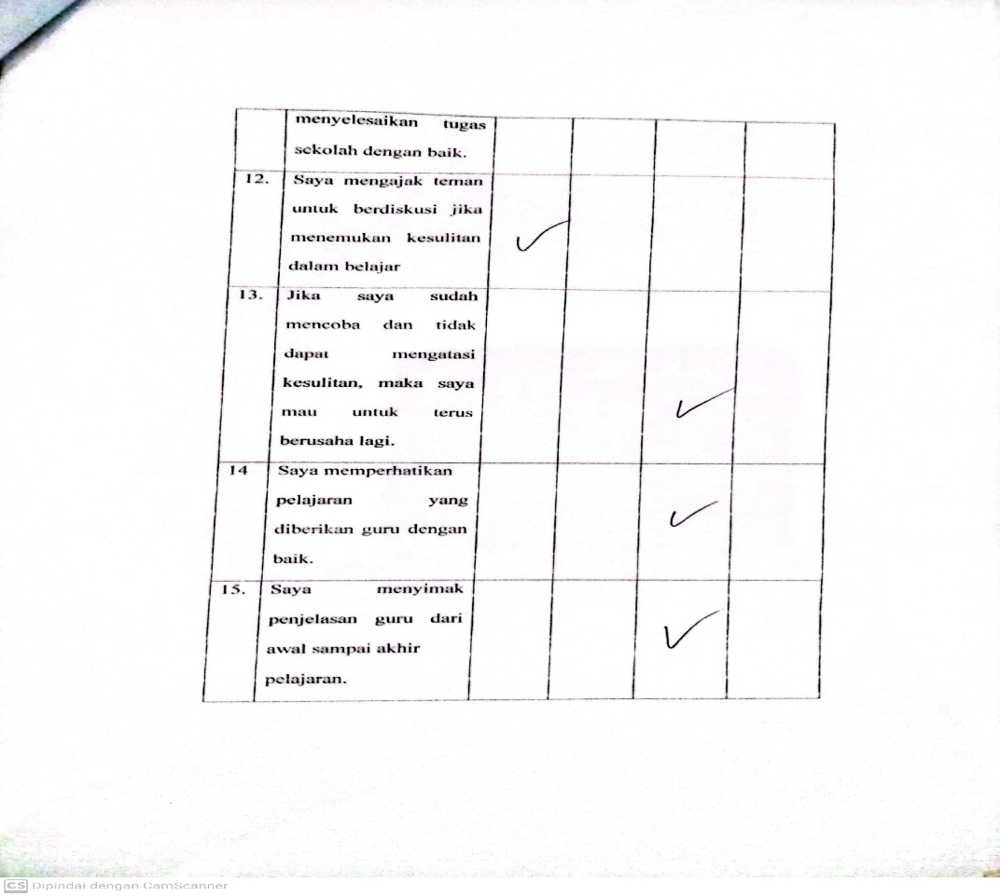 menyelesaikan tugas
sekolah dengan baik.
12. Saya mengajak teman
untuk berdiskusi jika
menemukan kesulitan
dalam belajar
13. Jika saya sudah
mencoba dan tidak
dapat mengatasi
kesulitan, maka saya
mau untuk terus
berusaha lagi.
14 Saya memperhatikan
pelajaran yang
diberikan guru dengan
baik.
15. Saya menyimak
penjelasan guru dari
awal sampai akhir
pelajaran.
CS Dipindai dengan CamScanner